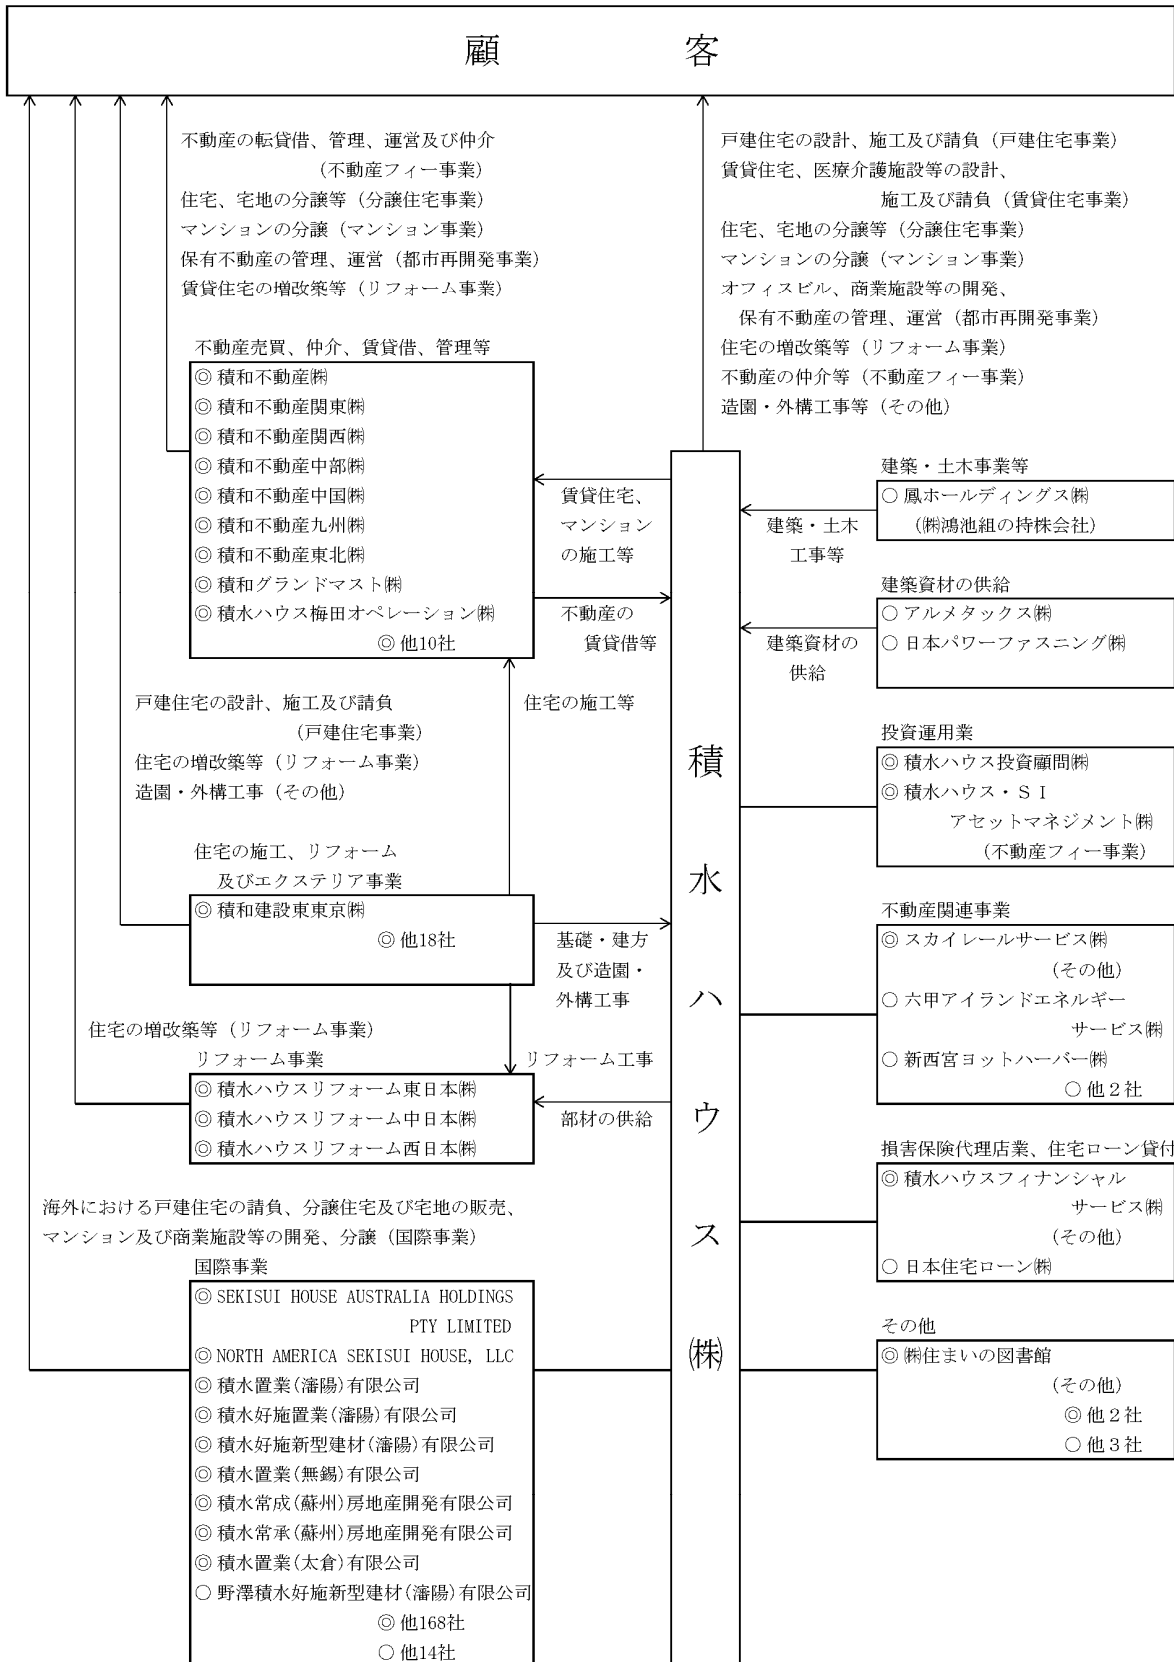 顧客
不動産の転貸借、管理、運営及び仲介
(不動産フィー事業)
住宅、宅地の分譲等（分譲住宅事業）
マンションの分譲（マンション事業）
保有不動産の管理、運営（都市再開発事業）
賃貸住宅の増改築等（リフォーム事業）
不動産売買、仲介、賃貸借、管理等
◎ 積和不動産㈱
◎ 積和不動産関東㈱
◎ 積和不動産関西㈱
◎ 積和不動産中部㈱
◎ 積和不動産中国㈱
◎ 積和不動産九州㈱
◎ 積和不動産東北㈱
◎ 積和グランドマスト㈱
◎ 積水ハウス梅田オペレーション㈱
◎ 他10社
賃貸住宅、
マンション
の施工等
不動産の
賃貸借等
戸建住宅の設計、施工及び請負
(戸建住宅事業)
住宅の増改築等（リフォーム事業）
造園・外構工事（その他）
住宅の施工等
住宅の施工、リフォーム
及びエクステリア事業
◎ 積和建設東東京㈱
◎ 他18社
基礎・建方
及び造園・
外構工事
住宅の増改築等（リフォーム事業）
リフォーム事業
リフォーム工事
◎ 積水ハウスリフォーム東日本㈱
◎ 積水ハウスリフォーム中日本㈱
◎ 積水ハウスリフォーム西日本㈱
部材の供給
海外における戸建住宅の請負、分譲住宅及び宅地の販売、
マンション及び商業施設等の開発、分譲（国際事業）
国際事業
◎ SEKISUI HOUSE AUSTRALIA HOLDINGS
PTY LIMITED
◎ NORTH AMERICA SEKISUI HOUSE, LLC
◎ 積水置業(瀋陽)有限公司
◎ 積水好施置業(瀋陽)有限公司
◎ 積水好施新型建材(瀋陽)有限公司
◎ 積水置業(無錫)有限公司
◎ 積水常成(蘇州)房地産開発有限公司
◎ 積水常承(蘇州)房地産開発有限公司
◎ 積水置業(太倉)有限公司
○ 野澤積水好施新型建材(瀋陽)有限公司
◎ 他168社
○ 他14社
積水ハウス㈱
戸建住宅の設計、施工及び請負（戸建住宅事業）
賃貸住宅、医療介護施設等の設計、
施工及び請負（賃貸住宅事業）
住宅、宅地の分譲等（分譲住宅事業）
マンションの分譲（マンション事業）
オフィスビル、商業施設等の開発、
保有不動産の管理、運営（都市再開発事業）
住宅の増改築等（リフォーム事業）
不動産の仲介等（不動産フィー事業）
造園・外構工事等（その他）
建築・土木事業等
○ 鳳ホールディングス㈱
（㈱鴻池組の持株会社）
建築・土木
工事等
建築資材の供給
○ アルメタックス㈱
○ 日本パワーファスニング㈱
建築資材の
供給
投資運用業
◎ 積水ハウス投資顧問㈱
◎ 積水ハウス・ＳＩ
アセットマネジメント㈱
(不動産フィー事業)
不動産関連事業
◎ スカイレールサービス㈱
(その他)
○ 六甲アイランドエネルギー
サービス㈱
○ 新西宮ヨットハーバー㈱
○ 他２社
損害保険代理店業、住宅ローン貸付
◎ 積水ハウスフィナンシャル
サービス㈱
(その他)
○ 日本住宅ローン㈱
その他
◎ ㈱住まいの図書館
(その他)
◎ 他２社
○ 他３社